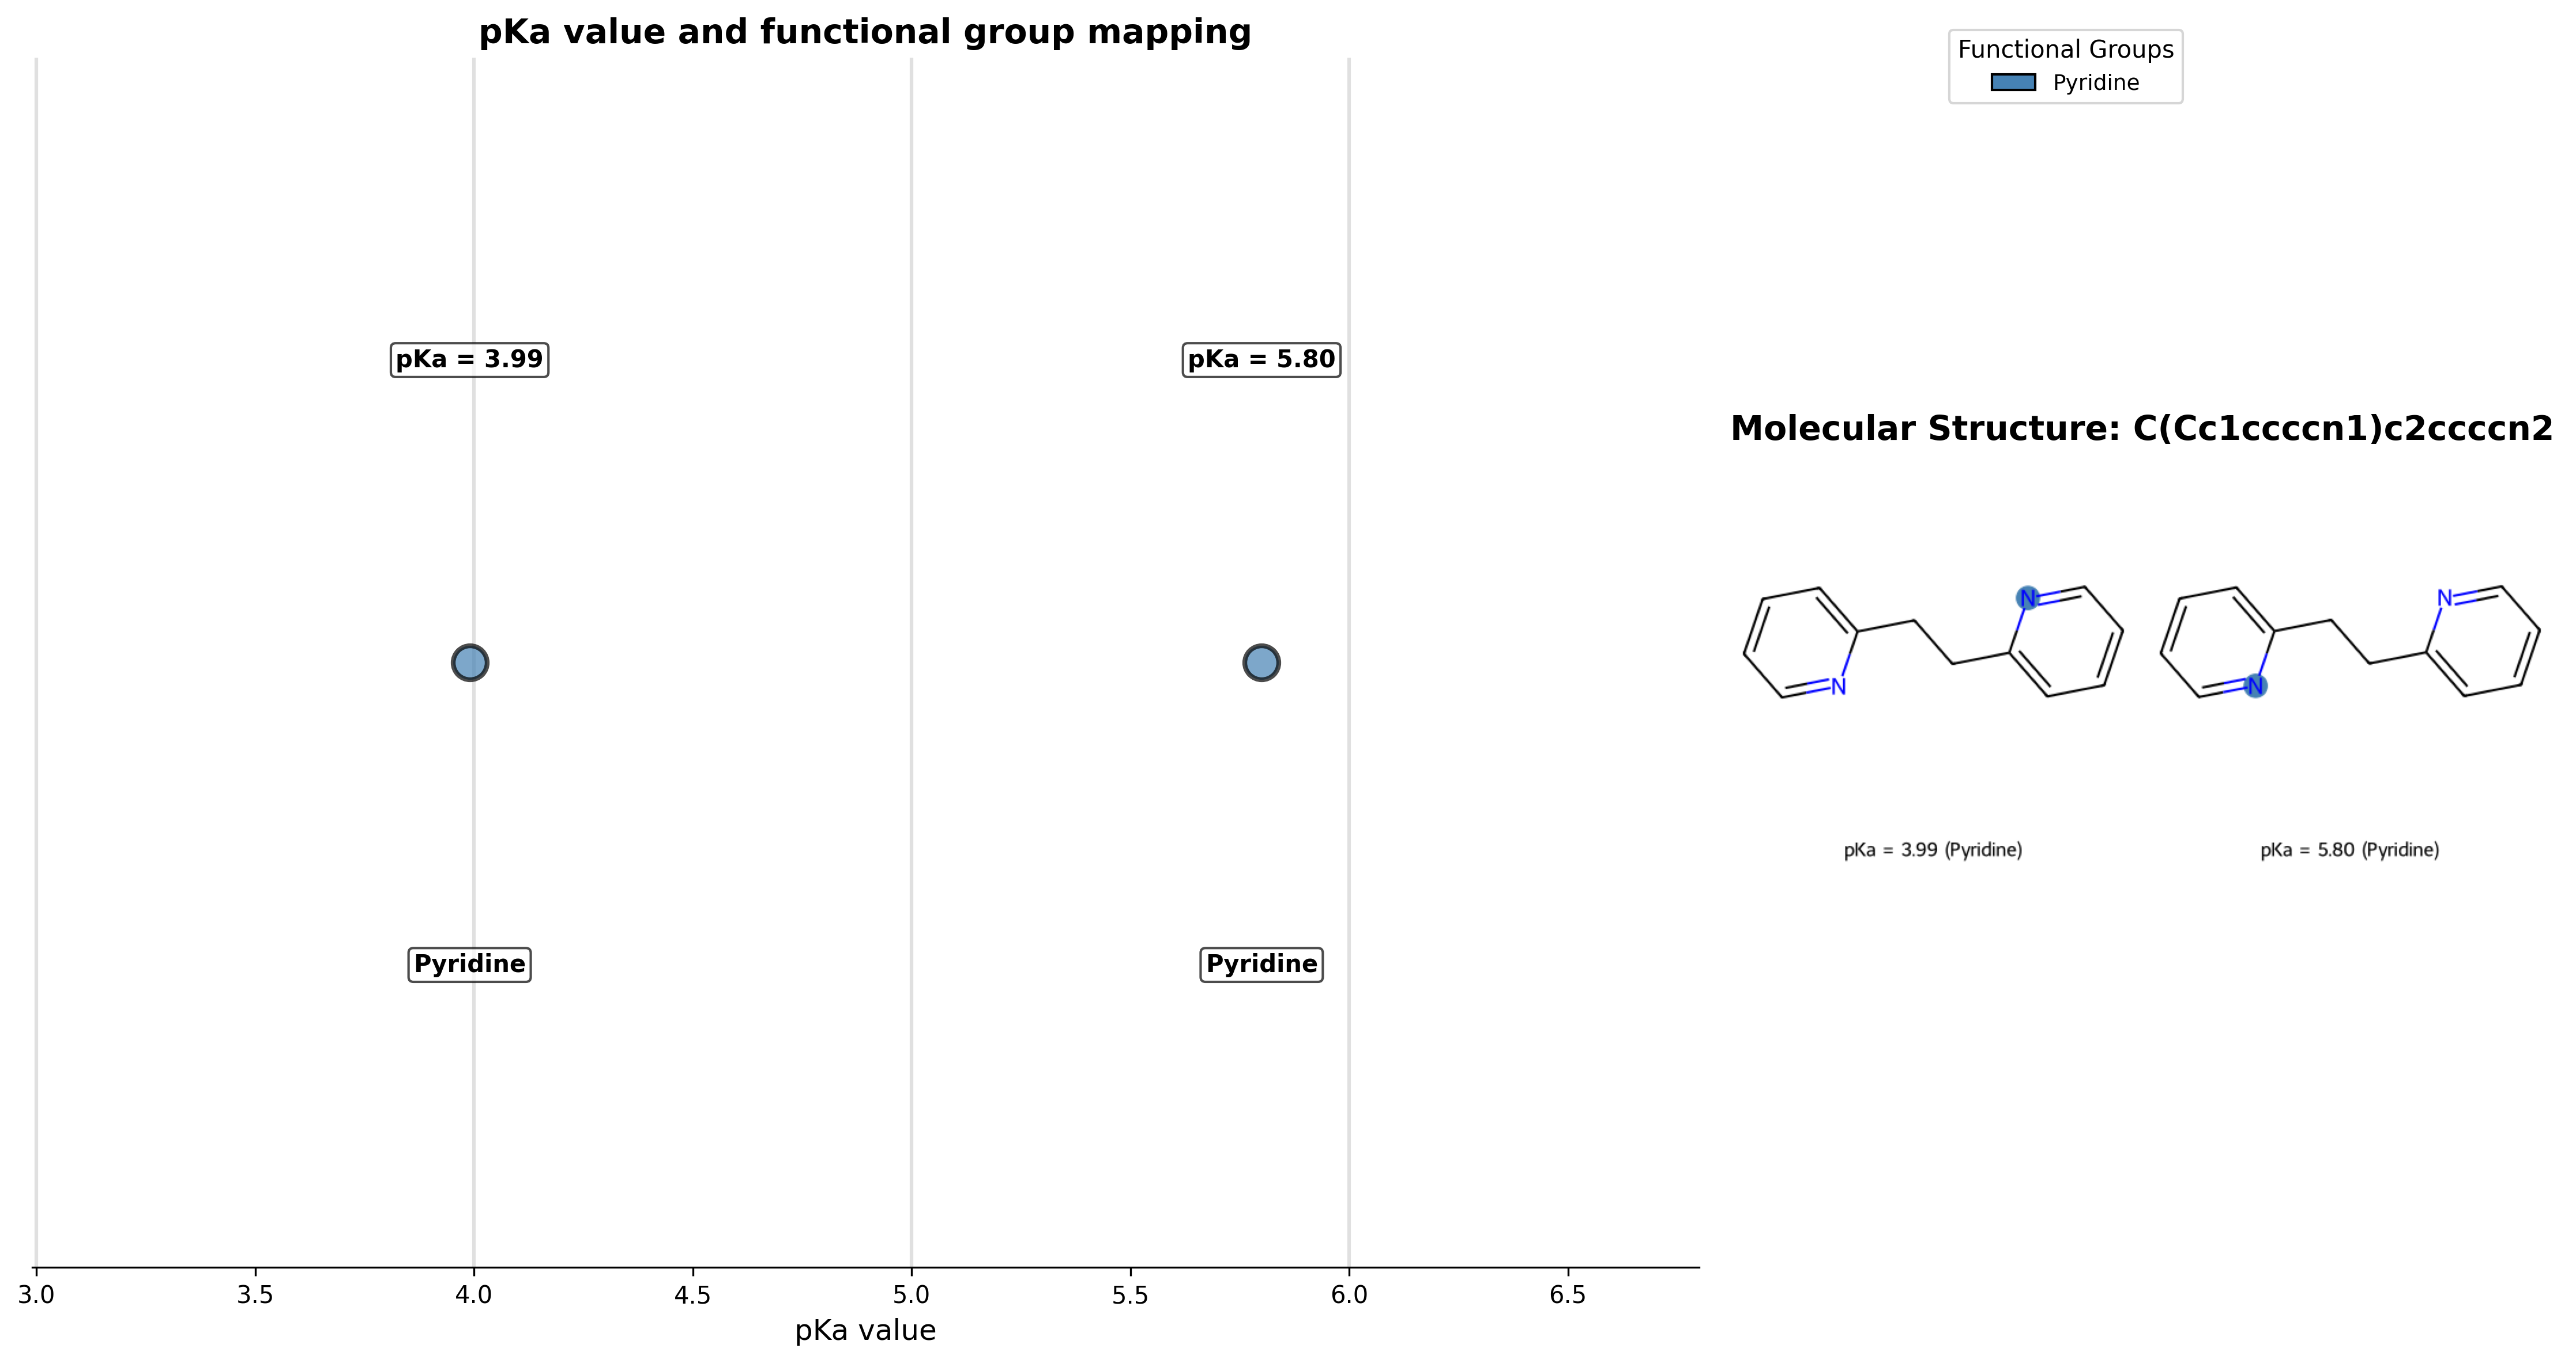 pKa value and functional group mapping
Functional Groups
Pyridine
pKa = 3.99
pKa = 5.80
Molecular Structure: C(Cc1ccccn1)c2ccccn2
N
N
N
N
pKa = 3.99 (Pyridine)
pKa = 5.80 (Pyridine)
Pyridine
Pyridine
3.0 3.5 4.0 4.5 5.0 5.5 6.0 6.5
pKa value